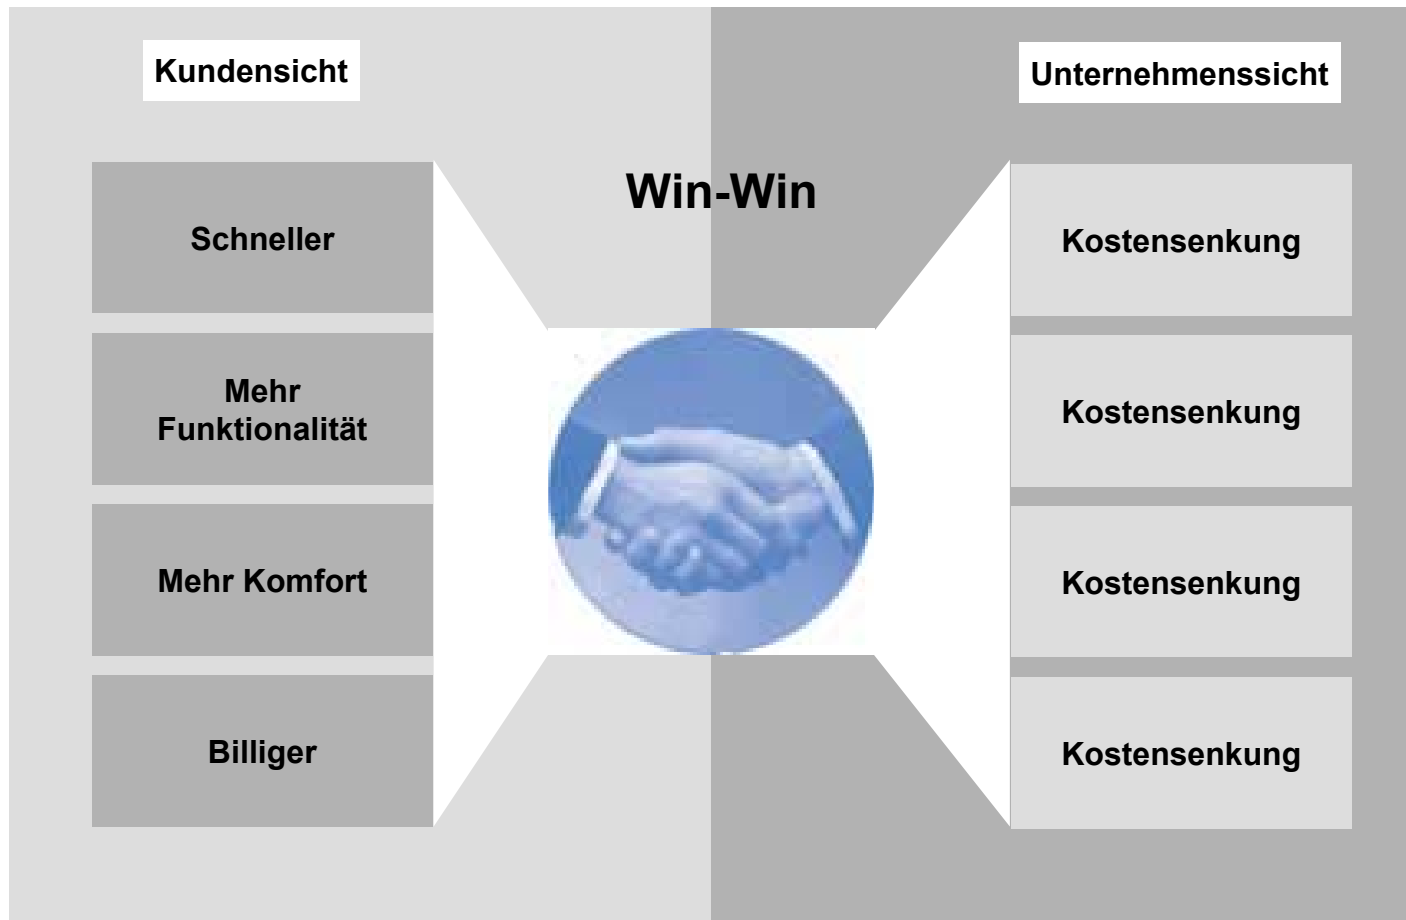 Kundensicht
Unternehmenssicht
Win-Win
Schneller
Mehr
Funktionalität
Mehr Komfort
Billiger
Kostensenkung
Kostensenkung
Kostensenkung
Kostensenkung